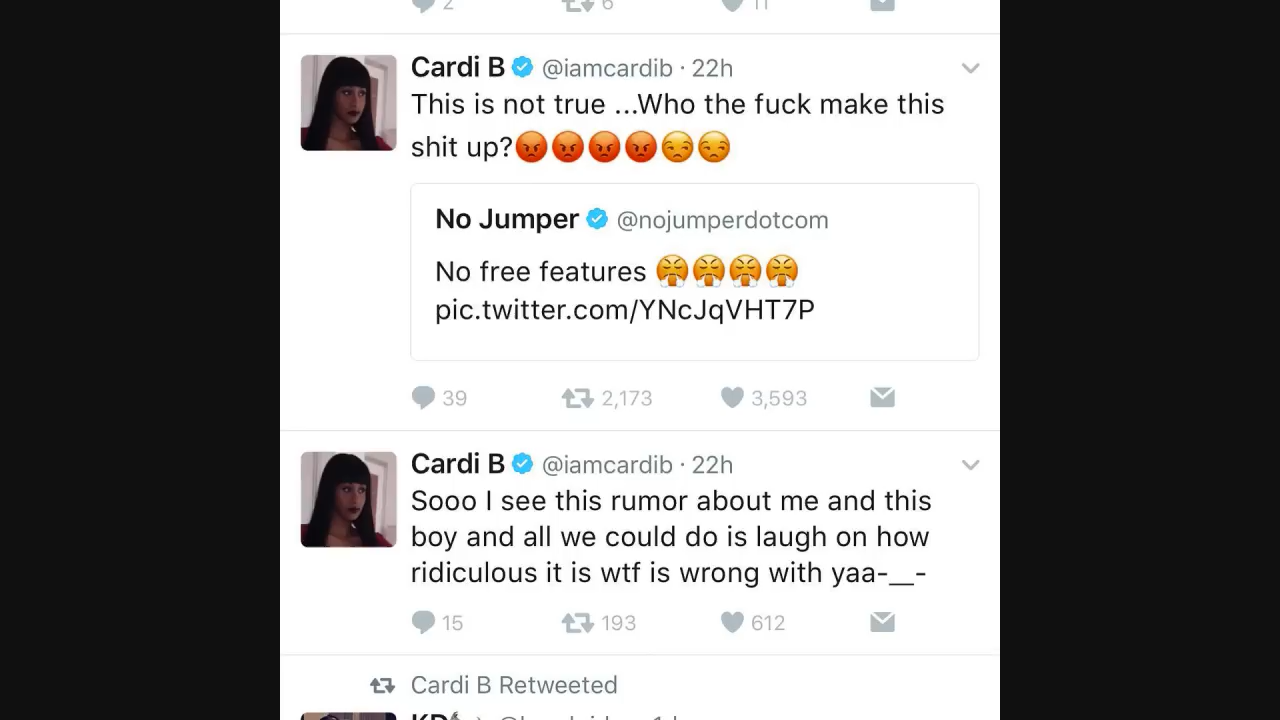 2 6 11
Cardi B @iamcardib · 22h
This is not true ...Who the fuck make this
shit up?😡😡😡😡😒😒
No Jumper @nojumperdotcom
No free features 😤😤😤😤
pic.twitter.com/YNcJqVHT7P
39 2,173 3,593
Cardi B @iamcardib · 22h
Sooo I see this rumor about me and this
boy and all we could do is laugh on how
ridiculous it is wtf is wrong with yaa-__-
15 193 612
Cardi B Retweeted